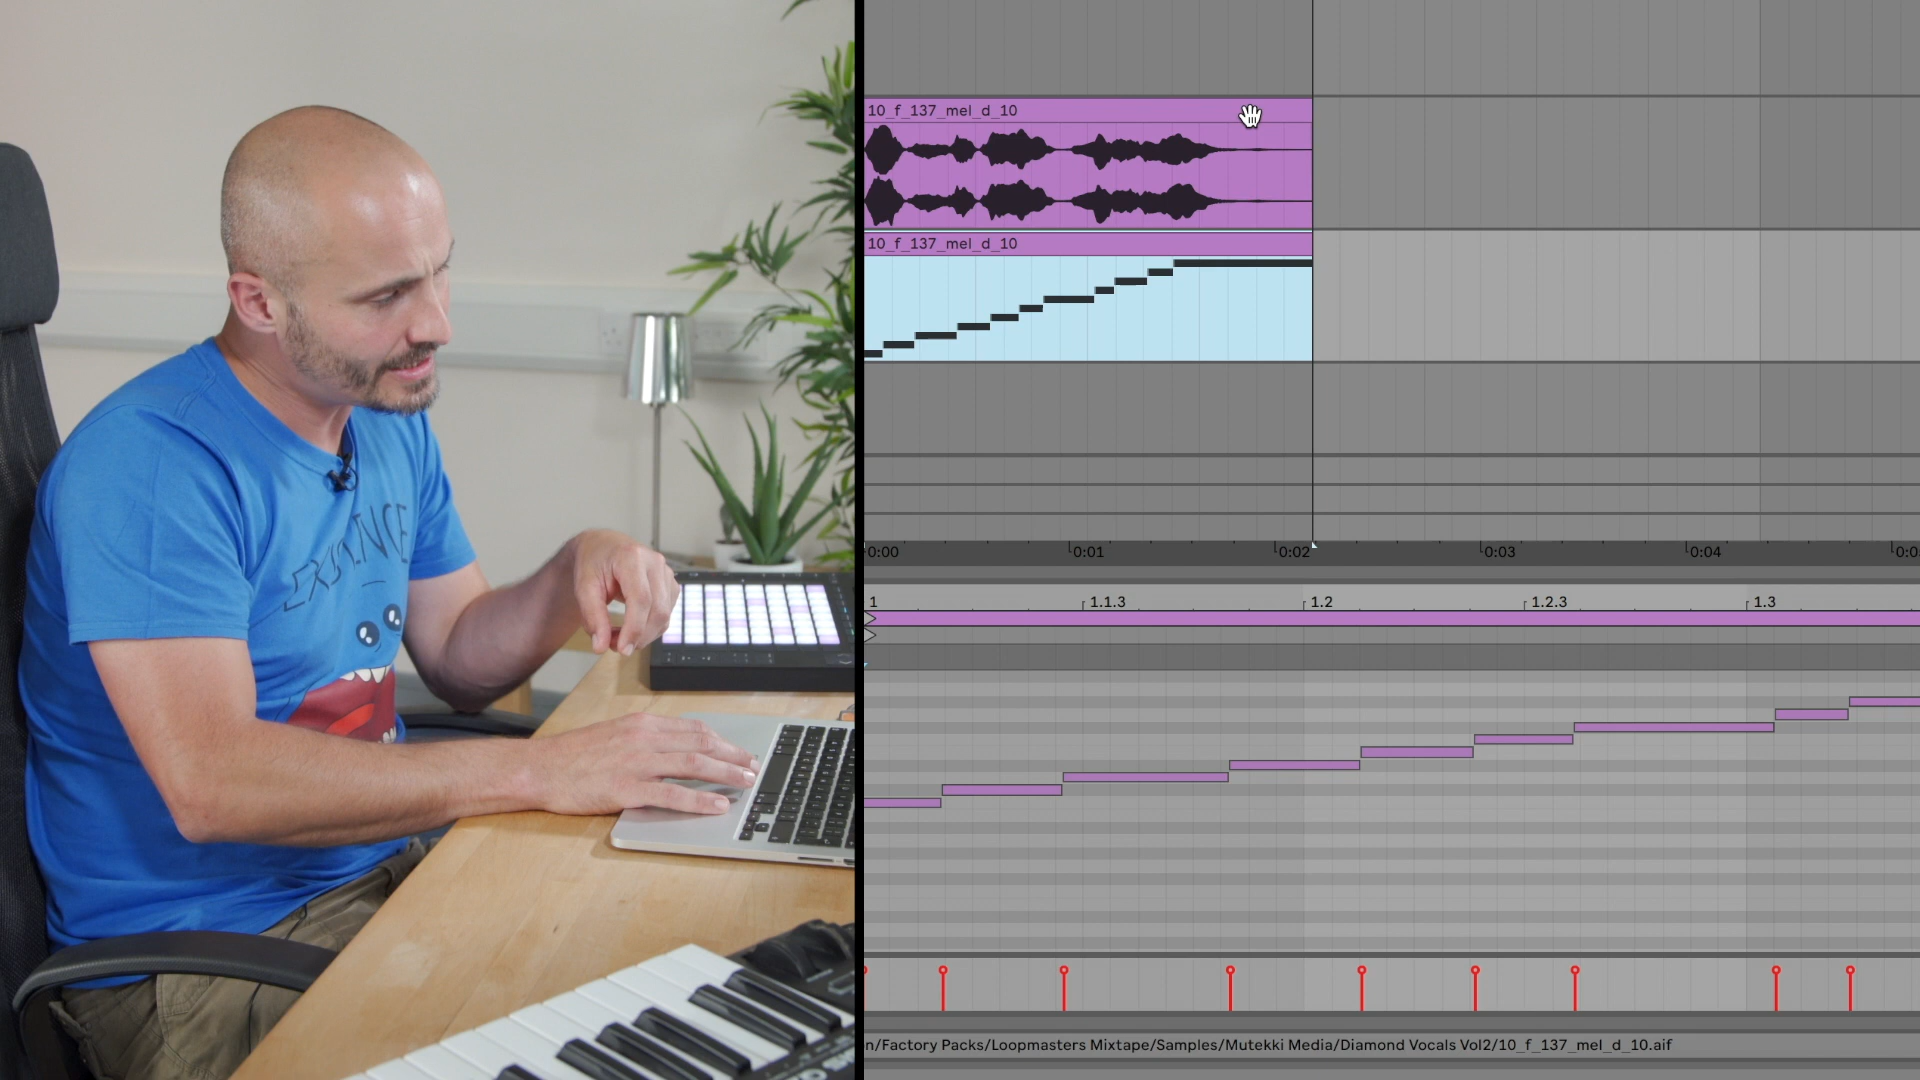 10_f_137_mel_d_10
10_f_137_mel_d_10
0:00 0:01 0:02 0:03 0:04
1 1.1.3 1.2 1.2.3 1.3
n/Factory Packs/Loopmasters Mixtape/Samples/Mutekki Media/Diamond Vocals Vol2/10_f_137_mel_d_10.aif